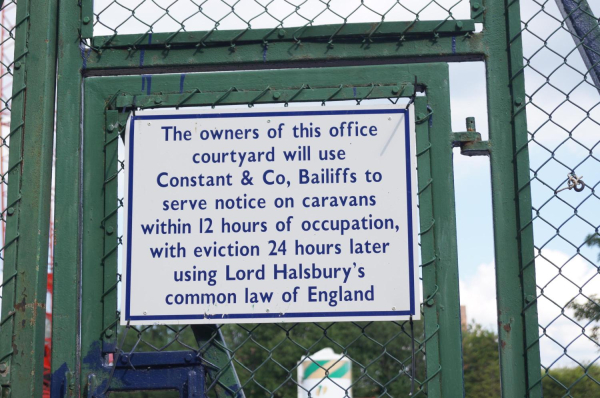 The owners of this office
courtyard will use
Constant & Co, Bailiffs to
serve notice on caravans
within 12 hours of occupation,
with eviction 24 hours later
using Lord Halsbury's
common law of England